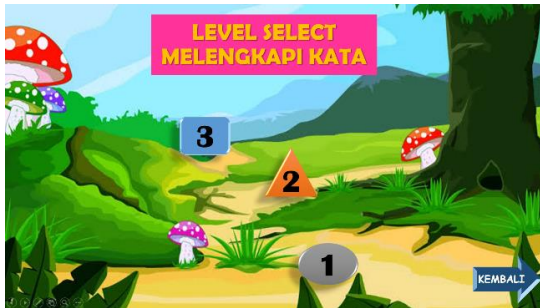 LEVEL SELECT
MELENGKAPI KATA
3
2
1
KEMBALI